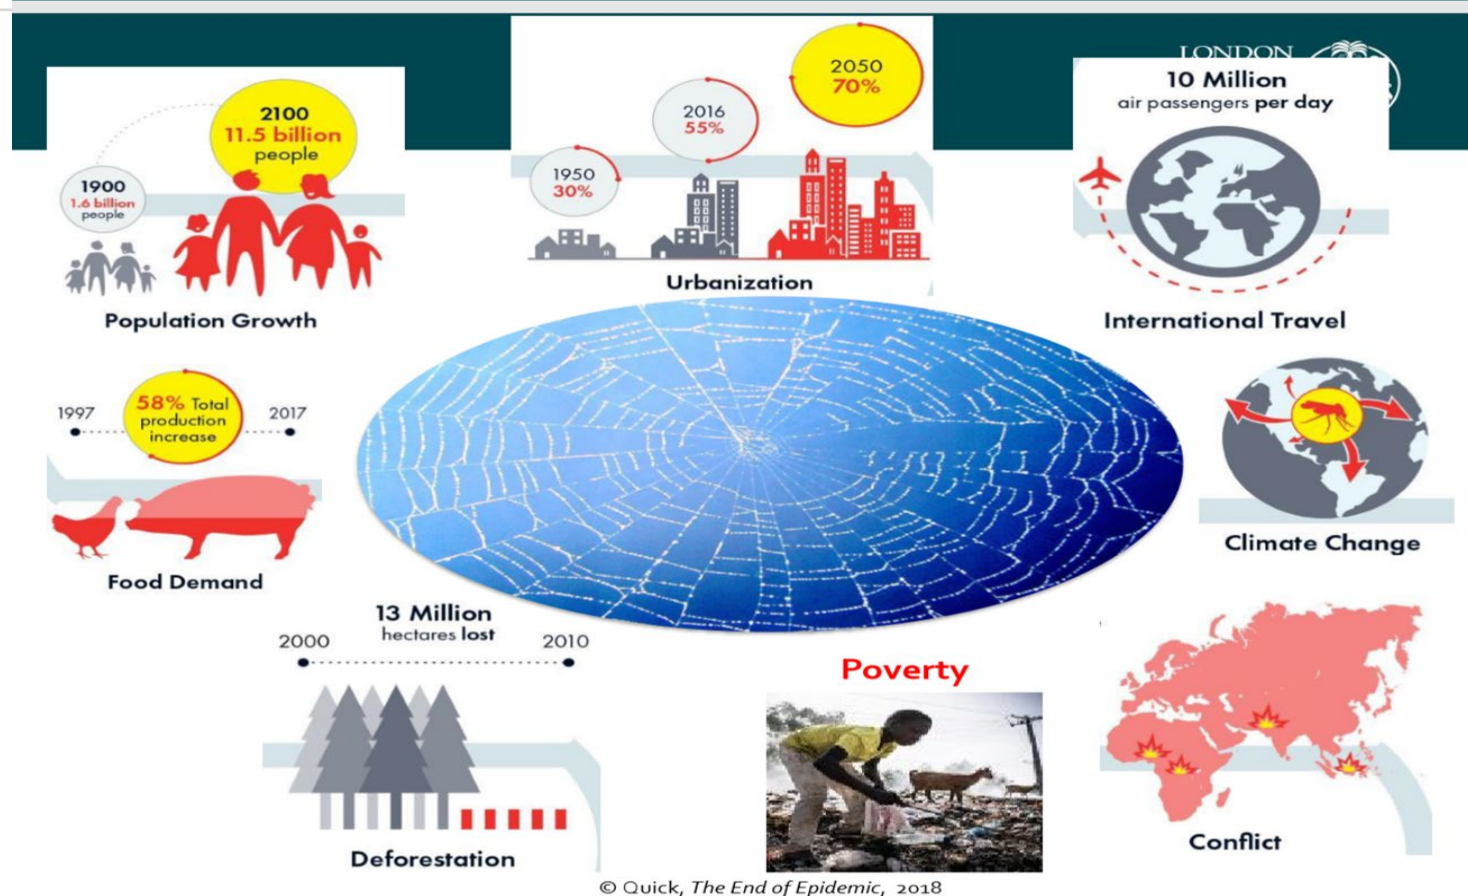 LONDON
2100
11.5 billion
people
1900
1.6 billion
people
Population Growth
2050
70%
2016
55%
1950
30%
Urbanization
10 Million
air passengers per day
International Travel
1997
58% Total
production
increase
2017
Food Demand
Climate Change
13 Million
hectares lost
2000
2010
Deforestation
Poverty
Conflict
© Quick, The End of Epidemic, 2018